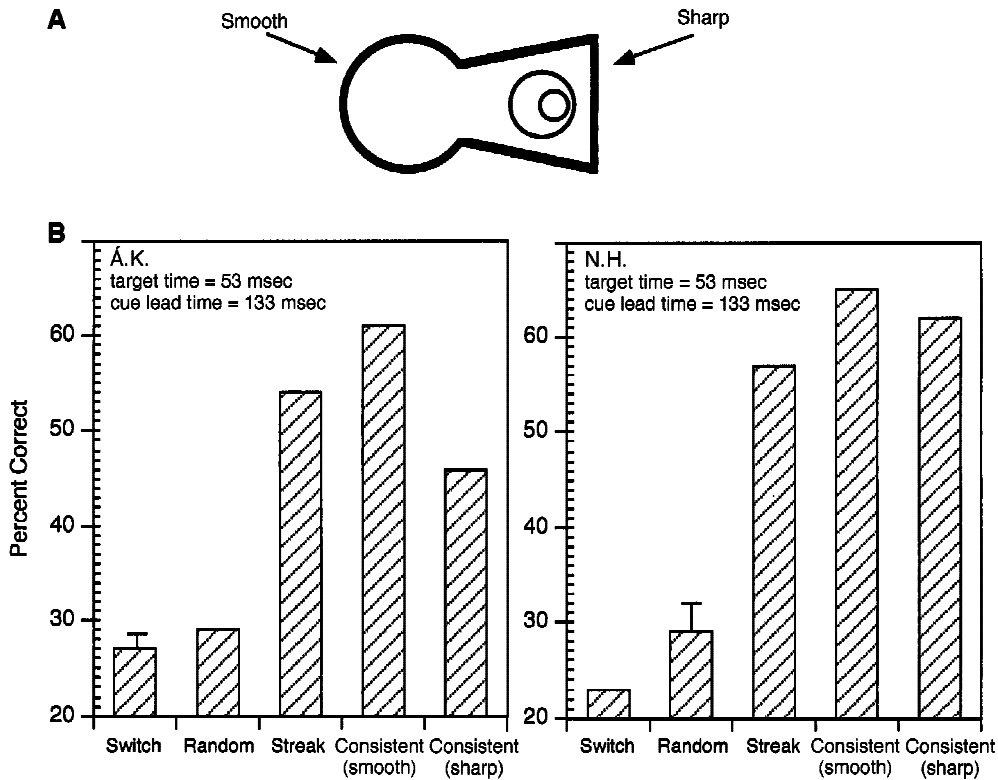 A
Smooth
Sharp
B
Á.K.
target time = 53 msec
cue lead time = 133 msec
N.H.
target time = 53 msec
cue lead time = 133 msec
Percent Correct
60
50
40
30
20
60
50
40
30
20
Switch Random Streak Consistent Consistent
(smooth) (sharp)
Switch Random Streak Consistent Consistent
(smooth) (sharp)